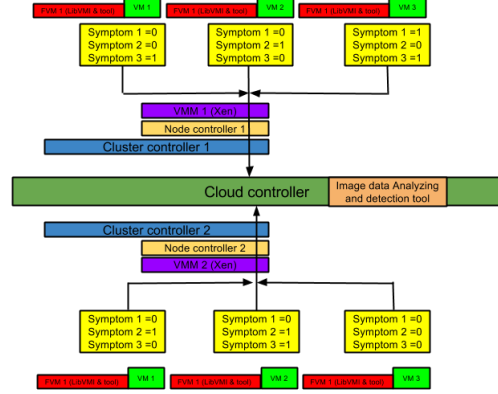 FVM 1 (LibVMI & tool) VM 1 FVM 1 (LibVMI & tool) VM 2 FVM 1 (LibVMI & tool) VM 3
Symptom 1 =0
Symptom 2 =0
Symptom 3 =1
Symptom 1 =0
Symptom 2 =1
Symptom 3 =0
Symptom 1 =1
Symptom 2 =0
Symptom 3 =1
VMM 1 (Xen)
Node controller 1
Cluster controller 1
Cloud controller
Image data Analyzing
and detection tool
Cluster controller 2
Node controller 2
VMM 2 (Xen)
Symptom 1 =0
Symptom 2 =1
Symptom 3 =0
Symptom 1 =0
Symptom 2 =1
Symptom 3 =1
Symptom 1 =0
Symptom 2 =0
Symptom 3 =0
FVM 1 (LibVMI & tool) VM 1 FVM 1 (LibVMI & tool) VM 2 FVM 1 (LibVMI & tool) VM 3